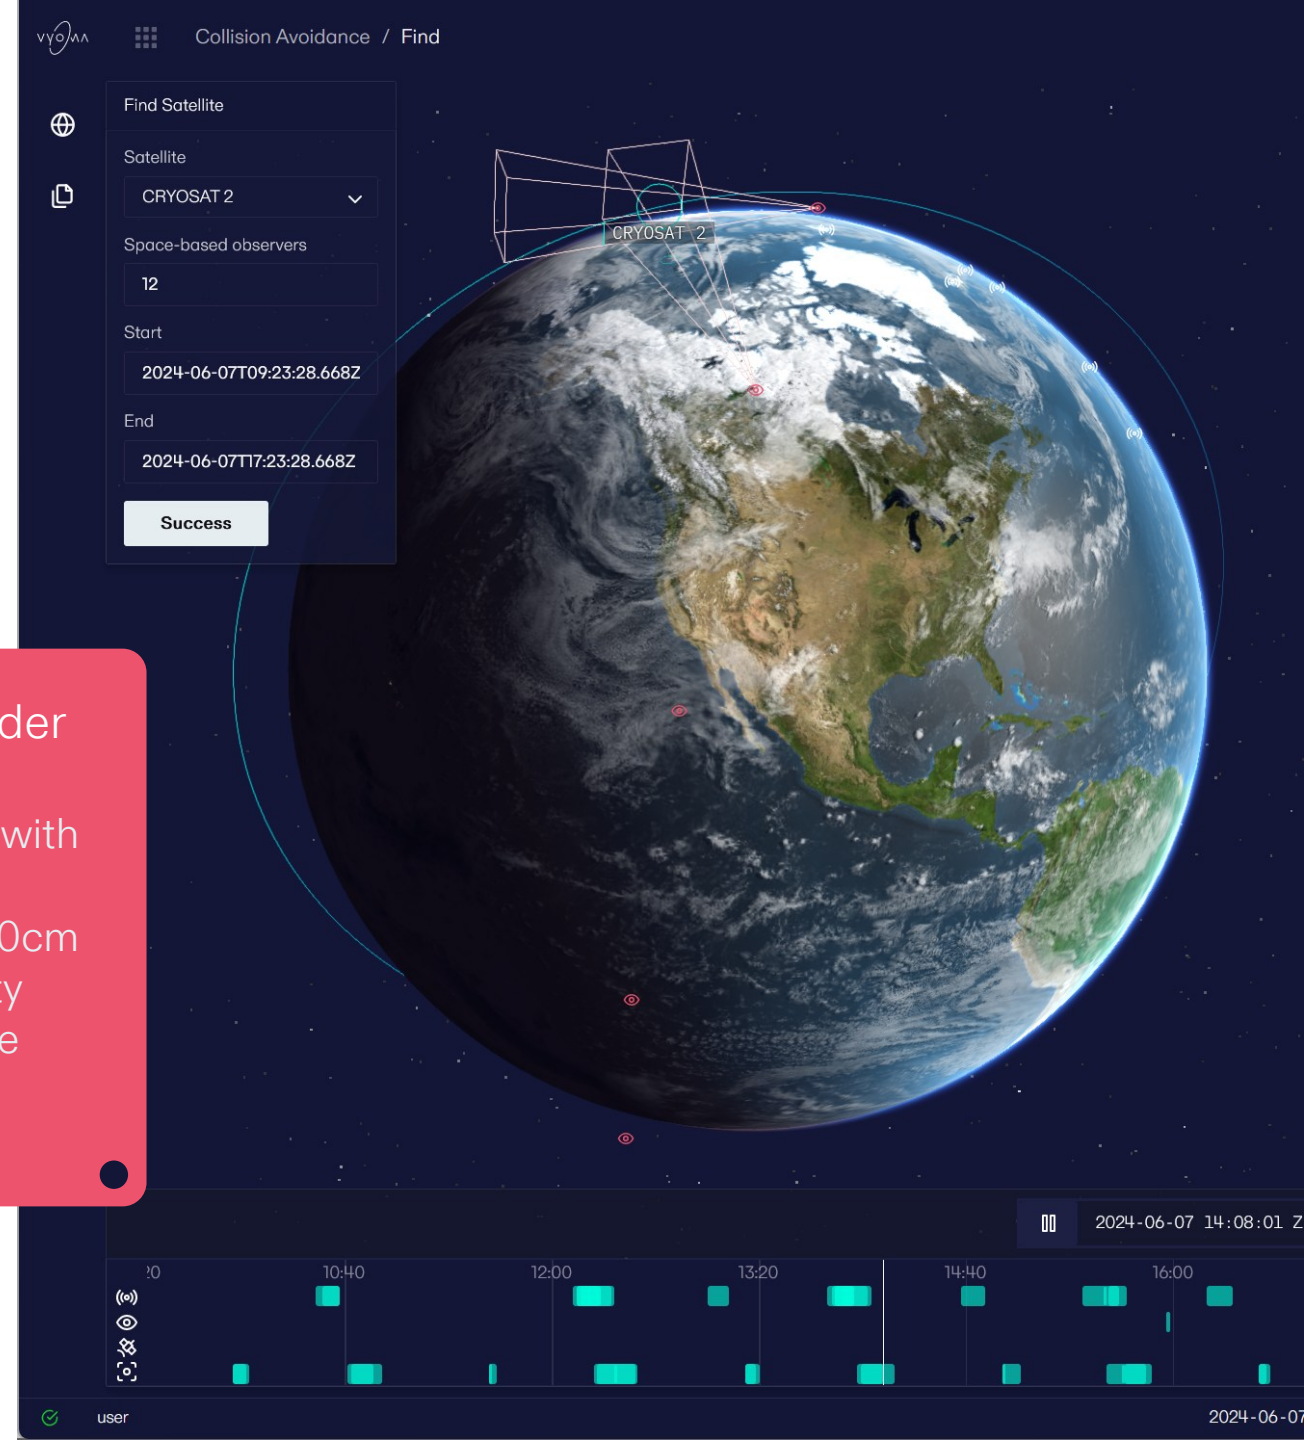 VYOMA
Collision Avoidance / Find
Find Satellite
Satellite
CRYOSAT 2
Space-based observers
12
Start
2024-06-07T09:23:28.668Z
End
2024-06-07T17:23:28.668Z
Success
CRYOSAT 2
der
with
0cm
ty
e
2024-06-07 14:08:01 Z
20 10:40 12:00 13:20 14:40 16:00
user
2024-06-07